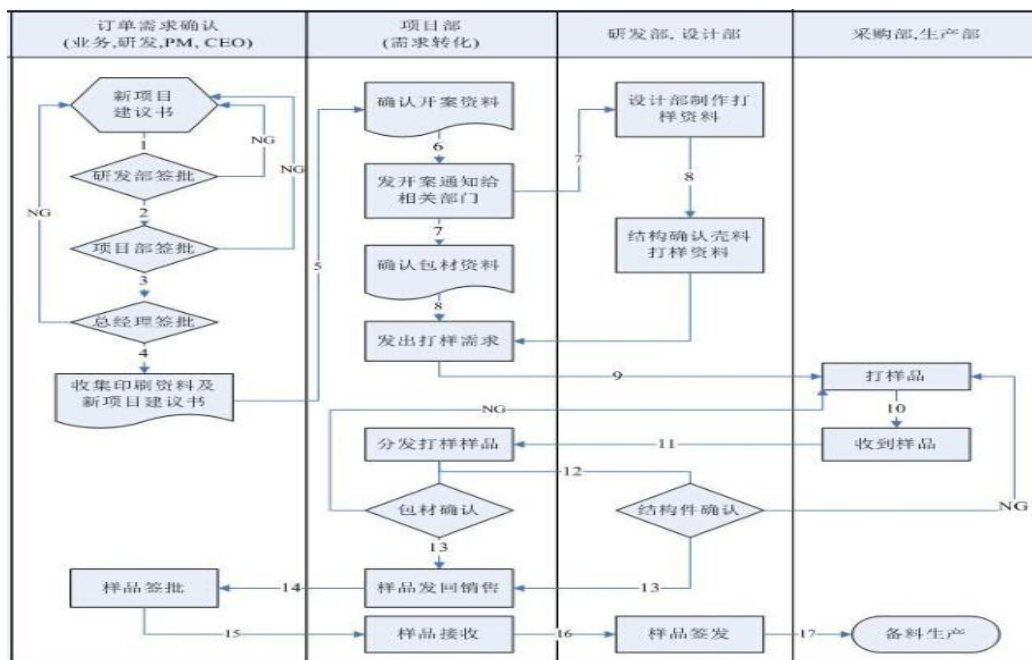 订单需求确认
(业务,研发,PM, CEO)
项目部
(需求转化)
研发部, 设计部
采购部,生产部
新项目
建议书
1
NG
研发部签批
NG
2
NG
项目部签批
3
总经理签批
4
收集印刷资料及
新项目建议书
5
确认开案资料
6
发开案通知给
相关部门
7
7
确认包材资料
8
发出打样需求
设计部制作打
样资料
8
结构确认壳料
打样资料
9
打样品
NG
10
分发打样样品
11
收到样品
12
包材确认
结构件确认
NG
13
13
样品签批
14
样品发回销售
15
样品接收
16
样品签发
17
备料生产